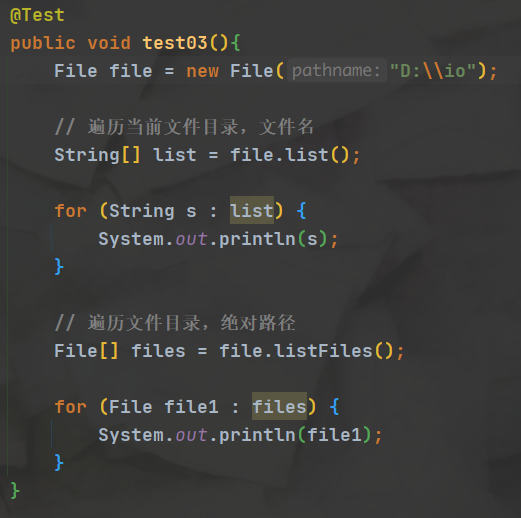 @Test
public void test03(){
File file = new File( pathname: "D:\\io");
// 遍历当前文件目录，文件名
String[] list = file.list();
for (String s : list) {
System.out.println(s);
}
// 遍历文件目录，绝对路径
File[] files = file.listFiles();
for (File file1 : files) {
System.out.println(file1);
}
}